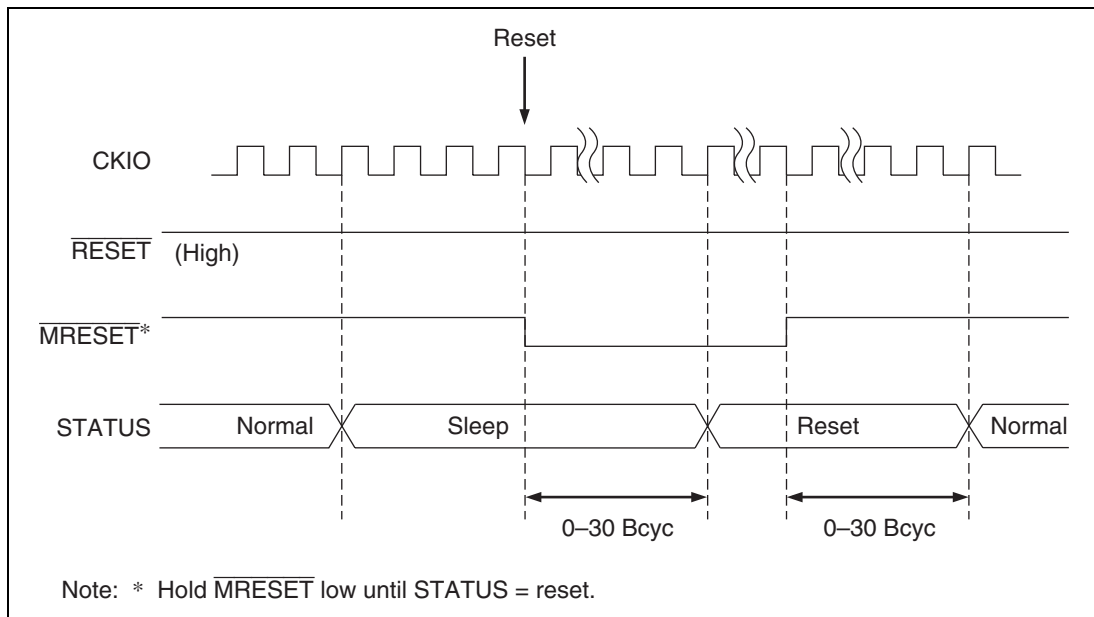 Reset
CKIO
RESET (High)
MRESET*
STATUS Normal Sleep Reset Normal
0–30 Bcyc 0–30 Bcyc
Note: * Hold MRESET low until STATUS = reset.